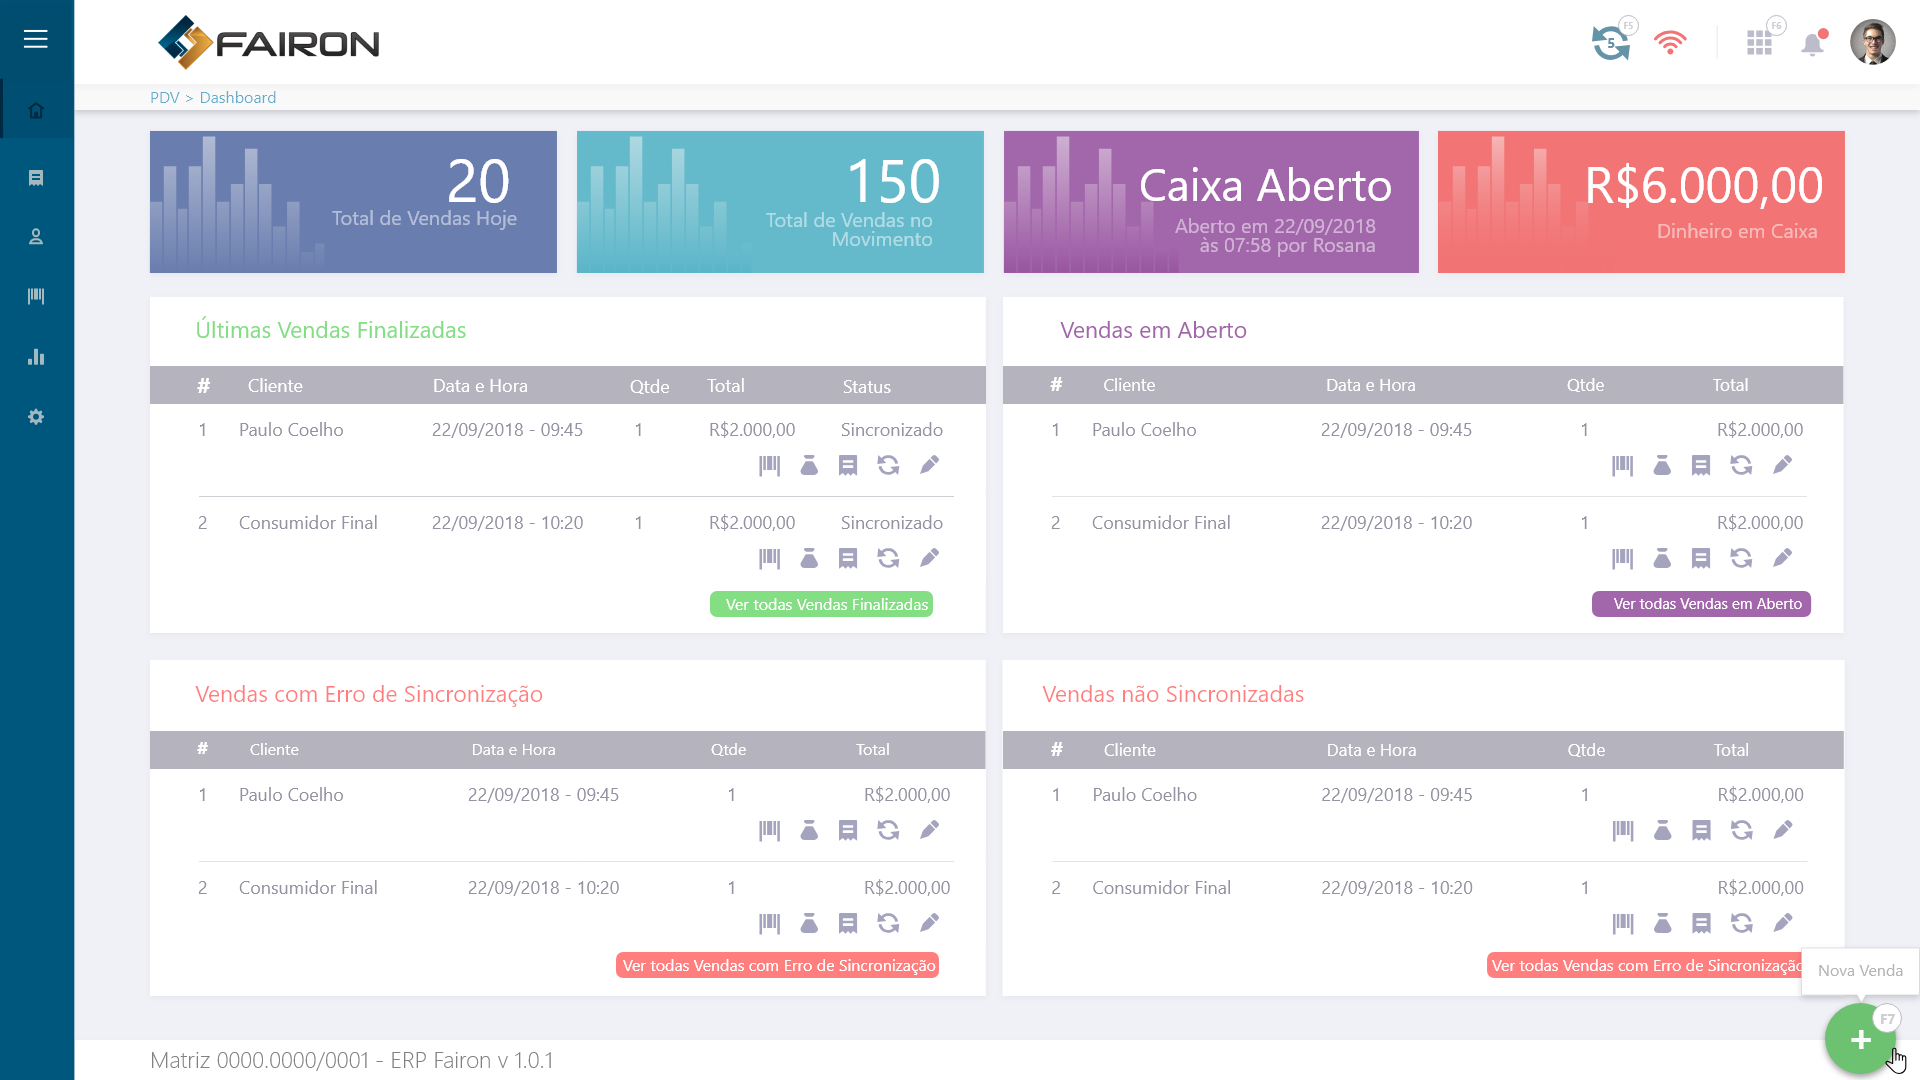 FAIRON
F5
5
F6
PDV > Dashboard
20
Total de Vendas Hoje
150
Total de Vendas no
Movimento
Caixa Aberto
Aberto em 22/09/2018
às 07:58 por Rosana
R$6.000,00
Dinheiro em Caixa
Últimas Vendas Finalizadas
# Cliente Data e Hora Qtde Total Status
1 Paulo Coelho 22/09/2018 - 09:45 1 R$2.000,00 Sincronizado
2 Consumidor Final 22/09/2018 - 10:20 1 R$2.000,00 Sincronizado
Ver todas Vendas Finalizadas
Vendas em Aberto
# Cliente Data e Hora Qtde Total
1 Paulo Coelho 22/09/2018 - 09:45 1 R$2.000,00
2 Consumidor Final 22/09/2018 - 10:20 1 R$2.000,00
Ver todas Vendas em Aberto
Vendas com Erro de Sincronização
# Cliente Data e Hora Qtde Total
1 Paulo Coelho 22/09/2018 - 09:45 1 R$2.000,00
2 Consumidor Final 22/09/2018 - 10:20 1 R$2.000,00
Ver todas Vendas com Erro de Sincronização
Vendas não Sincronizadas
# Cliente Data e Hora Qtde Total
1 Paulo Coelho 22/09/2018 - 09:45 1 R$2.000,00
2 Consumidor Final 22/09/2018 - 10:20 1 R$2.000,00
Ver todas Vendas com Erro de Sincronização
Nova Venda
F7
Matriz 0000.0000/0001 - ERP Fairon v 1.0.1